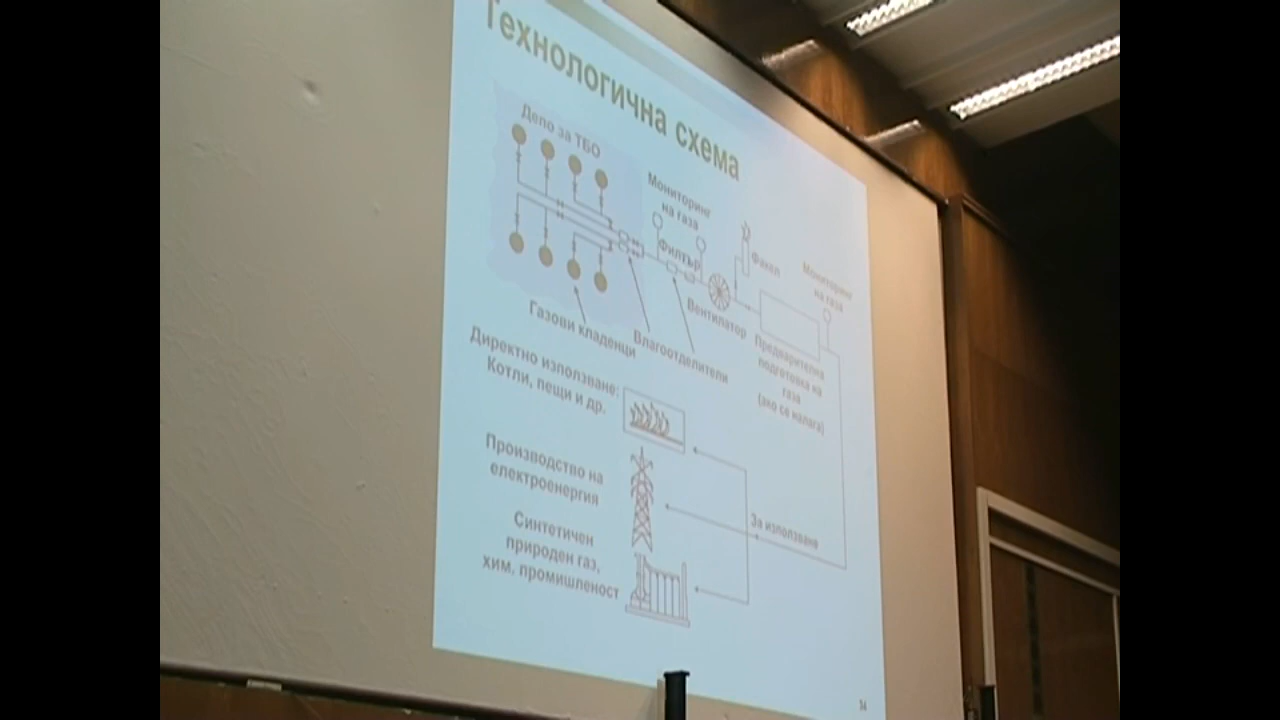 Технологична схема
Депо за ТБО
Мониторинг
на газа
Филтър
Факел
Мониторинг
на газа
Вентилатор
Газови кладенци
Влагоотделители
Предварителна
подготовка на
газа
(ако се налага)
Директно използване:
Котли, пещи и др.
Производство на
електроенергия
За използване
Синтетичен
природен газ,
хим. промишленост
34